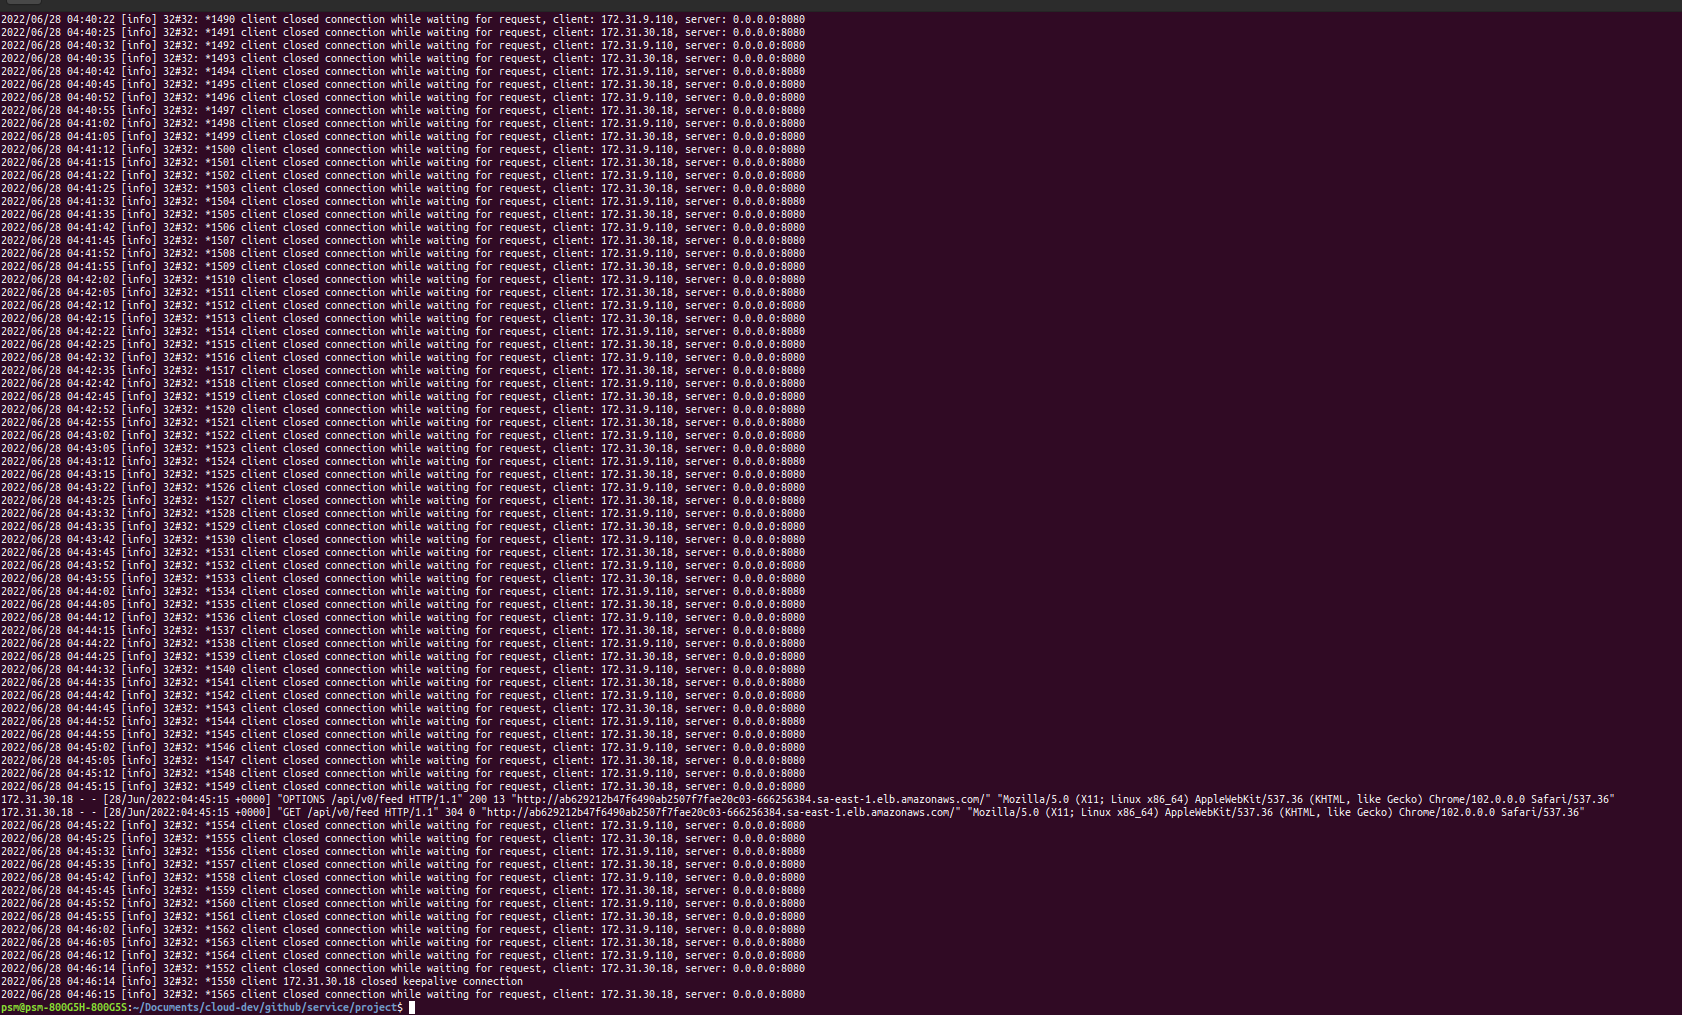 2022/06/28 04:40:22 [info] 32#32: *1490 client closed connection while waiting for request, client: 172.31.9.110, server: 0.0.0.0:8080
2022/06/28 04:40:25 [info] 32#32: *1491 client closed connection while waiting for request, client: 172.31.30.18, server: 0.0.0.0:8080
2022/06/28 04:40:32 [info] 32#32: *1492 client closed connection while waiting for request, client: 172.31.9.110, server: 0.0.0.0:8080
2022/06/28 04:40:35 [info] 32#32: *1493 client closed connection while waiting for request, client: 172.31.30.18, server: 0.0.0.0:8080
2022/06/28 04:40:42 [info] 32#32: *1494 client closed connection while waiting for request, client: 172.31.9.110, server: 0.0.0.0:8080
2022/06/28 04:40:45 [info] 32#32: *1495 client closed connection while waiting for request, client: 172.31.30.18, server: 0.0.0.0:8080
2022/06/28 04:40:52 [info] 32#32: *1496 client closed connection while waiting for request, client: 172.31.9.110, server: 0.0.0.0:8080
2022/06/28 04:40:55 [info] 32#32: *1497 client closed connection while waiting for request, client: 172.31.30.18, server: 0.0.0.0:8080
2022/06/28 04:41:02 [info] 32#32: *1498 client closed connection while waiting for request, client: 172.31.9.110, server: 0.0.0.0:8080
2022/06/28 04:41:05 [info] 32#32: *1499 client closed connection while waiting for request, client: 172.31.30.18, server: 0.0.0.0:8080
2022/06/28 04:41:12 [info] 32#32: *1500 client closed connection while waiting for request, client: 172.31.9.110, server: 0.0.0.0:8080
2022/06/28 04:41:15 [info] 32#32: *1501 client closed connection while waiting for request, client: 172.31.30.18, server: 0.0.0.0:8080
2022/06/28 04:41:22 [info] 32#32: *1502 client closed connection while waiting for request, client: 172.31.9.110, server: 0.0.0.0:8080
2022/06/28 04:41:25 [info] 32#32: *1503 client closed connection while waiting for request, client: 172.31.30.18, server: 0.0.0.0:8080
2022/06/28 04:41:32 [info] 32#32: *1504 client closed connection while waiting for request, client: 172.31.9.110, server: 0.0.0.0:8080
2022/06/28 04:41:35 [info] 32#32: *1505 client closed connection while waiting for request, client: 172.31.30.18, server: 0.0.0.0:8080
2022/06/28 04:41:42 [info] 32#32: *1506 client closed connection while waiting for request, client: 172.31.9.110, server: 0.0.0.0:8080
2022/06/28 04:41:45 [info] 32#32: *1507 client closed connection while waiting for request, client: 172.31.30.18, server: 0.0.0.0:8080
2022/06/28 04:41:52 [info] 32#32: *1508 client closed connection while waiting for request, client: 172.31.9.110, server: 0.0.0.0:8080
2022/06/28 04:41:55 [info] 32#32: *1509 client closed connection while waiting for request, client: 172.31.30.18, server: 0.0.0.0:8080
2022/06/28 04:42:02 [info] 32#32: *1510 client closed connection while waiting for request, client: 172.31.9.110, server: 0.0.0.0:8080
2022/06/28 04:42:05 [info] 32#32: *1511 client closed connection while waiting for request, client: 172.31.30.18, server: 0.0.0.0:8080
2022/06/28 04:42:12 [info] 32#32: *1512 client closed connection while waiting for request, client: 172.31.9.110, server: 0.0.0.0:8080
2022/06/28 04:42:15 [info] 32#32: *1513 client closed connection while waiting for request, client: 172.31.30.18, server: 0.0.0.0:8080
2022/06/28 04:42:22 [info] 32#32: *1514 client closed connection while waiting for request, client: 172.31.9.110, server: 0.0.0.0:8080
2022/06/28 04:42:25 [info] 32#32: *1515 client closed connection while waiting for request, client: 172.31.30.18, server: 0.0.0.0:8080
2022/06/28 04:42:32 [info] 32#32: *1516 client closed connection while waiting for request, client: 172.31.9.110, server: 0.0.0.0:8080
2022/06/28 04:42:35 [info] 32#32: *1517 client closed connection while waiting for request, client: 172.31.30.18, server: 0.0.0.0:8080
2022/06/28 04:42:42 [info] 32#32: *1518 client closed connection while waiting for request, client: 172.31.9.110, server: 0.0.0.0:8080
2022/06/28 04:42:45 [info] 32#32: *1519 client closed connection while waiting for request, client: 172.31.30.18, server: 0.0.0.0:8080
2022/06/28 04:42:52 [info] 32#32: *1520 client closed connection while waiting for request, client: 172.31.9.110, server: 0.0.0.0:8080
2022/06/28 04:42:55 [info] 32#32: *1521 client closed connection while waiting for request, client: 172.31.30.18, server: 0.0.0.0:8080
2022/06/28 04:43:02 [info] 32#32: *1522 client closed connection while waiting for request, client: 172.31.9.110, server: 0.0.0.0:8080
2022/06/28 04:43:05 [info] 32#32: *1523 client closed connection while waiting for request, client: 172.31.30.18, server: 0.0.0.0:8080
2022/06/28 04:43:12 [info] 32#32: *1524 client closed connection while waiting for request, client: 172.31.9.110, server: 0.0.0.0:8080
2022/06/28 04:43:15 [info] 32#32: *1525 client closed connection while waiting for request, client: 172.31.30.18, server: 0.0.0.0:8080
2022/06/28 04:43:22 [info] 32#32: *1526 client closed connection while waiting for request, client: 172.31.9.110, server: 0.0.0.0:8080
2022/06/28 04:43:25 [info] 32#32: *1527 client closed connection while waiting for request, client: 172.31.30.18, server: 0.0.0.0:8080
2022/06/28 04:43:32 [info] 32#32: *1528 client closed connection while waiting for request, client: 172.31.9.110, server: 0.0.0.0:8080
2022/06/28 04:43:35 [info] 32#32: *1529 client closed connection while waiting for request, client: 172.31.30.18, server: 0.0.0.0:8080
2022/06/28 04:43:42 [info] 32#32: *1530 client closed connection while waiting for request, client: 172.31.9.110, server: 0.0.0.0:8080
2022/06/28 04:43:45 [info] 32#32: *1531 client closed connection while waiting for request, client: 172.31.30.18, server: 0.0.0.0:8080
2022/06/28 04:43:52 [info] 32#32: *1532 client closed connection while waiting for request, client: 172.31.9.110, server: 0.0.0.0:8080
2022/06/28 04:43:55 [info] 32#32: *1533 client closed connection while waiting for request, client: 172.31.30.18, server: 0.0.0.0:8080
2022/06/28 04:44:02 [info] 32#32: *1534 client closed connection while waiting for request, client: 172.31.9.110, server: 0.0.0.0:8080
2022/06/28 04:44:05 [info] 32#32: *1535 client closed connection while waiting for request, client: 172.31.30.18, server: 0.0.0.0:8080
2022/06/28 04:44:12 [info] 32#32: *1536 client closed connection while waiting for request, client: 172.31.9.110, server: 0.0.0.0:8080
2022/06/28 04:44:15 [info] 32#32: *1537 client closed connection while waiting for request, client: 172.31.30.18, server: 0.0.0.0:8080
2022/06/28 04:44:22 [info] 32#32: *1538 client closed connection while waiting for request, client: 172.31.9.110, server: 0.0.0.0:8080
2022/06/28 04:44:25 [info] 32#32: *1539 client closed connection while waiting for request, client: 172.31.30.18, server: 0.0.0.0:8080
2022/06/28 04:44:32 [info] 32#32: *1540 client closed connection while waiting for request, client: 172.31.9.110, server: 0.0.0.0:8080
2022/06/28 04:44:35 [info] 32#32: *1541 client closed connection while waiting for request, client: 172.31.30.18, server: 0.0.0.0:8080
2022/06/28 04:44:42 [info] 32#32: *1542 client closed connection while waiting for request, client: 172.31.9.110, server: 0.0.0.0:8080
2022/06/28 04:44:45 [info] 32#32: *1543 client closed connection while waiting for request, client: 172.31.30.18, server: 0.0.0.0:8080
2022/06/28 04:44:52 [info] 32#32: *1544 client closed connection while waiting for request, client: 172.31.9.110, server: 0.0.0.0:8080
2022/06/28 04:44:55 [info] 32#32: *1545 client closed connection while waiting for request, client: 172.31.30.18, server: 0.0.0.0:8080
2022/06/28 04:45:02 [info] 32#32: *1546 client closed connection while waiting for request, client: 172.31.9.110, server: 0.0.0.0:8080
2022/06/28 04:45:05 [info] 32#32: *1547 client closed connection while waiting for request, client: 172.31.30.18, server: 0.0.0.0:8080
2022/06/28 04:45:12 [info] 32#32: *1548 client closed connection while waiting for request, client: 172.31.9.110, server: 0.0.0.0:8080
2022/06/28 04:45:15 [info] 32#32: *1549 client closed connection while waiting for request, client: 172.31.30.18, server: 0.0.0.0:8080
172.31.30.18 - - [28/Jun/2022:04:45:15 +0000] "OPTIONS /api/v0/feed HTTP/1.1" 200 13 "http://ab629212b47f6490ab2507f7fae20c03-666256384.sa-east-1.elb.amazonaws.com/" "Mozilla/5.0 (X11; Linux x86_64) AppleWebKit/537.36 (KHTML, like Gecko) Chrome/102.0.0.0 Safari/537.36"
172.31.30.18 - - [28/Jun/2022:04:45:15 +0000] "GET /api/v0/feed HTTP/1.1" 304 0 "http://ab629212b47f6490ab2507f7fae20c03-666256384.sa-east-1.elb.amazonaws.com/" "Mozilla/5.0 (X11; Linux x86_64) AppleWebKit/537.36 (KHTML, like Gecko) Chrome/102.0.0.0 Safari/537.36"
2022/06/28 04:45:22 [info] 32#32: *1554 client closed connection while waiting for request, client: 172.31.9.110, server: 0.0.0.0:8080
2022/06/28 04:45:25 [info] 32#32: *1555 client closed connection while waiting for request, client: 172.31.30.18, server: 0.0.0.0:8080
2022/06/28 04:45:32 [info] 32#32: *1556 client closed connection while waiting for request, client: 172.31.9.110, server: 0.0.0.0:8080
2022/06/28 04:45:35 [info] 32#32: *1557 client closed connection while waiting for request, client: 172.31.30.18, server: 0.0.0.0:8080
2022/06/28 04:45:42 [info] 32#32: *1558 client closed connection while waiting for request, client: 172.31.9.110, server: 0.0.0.0:8080
2022/06/28 04:45:45 [info] 32#32: *1559 client closed connection while waiting for request, client: 172.31.30.18, server: 0.0.0.0:8080
2022/06/28 04:45:52 [info] 32#32: *1560 client closed connection while waiting for request, client: 172.31.9.110, server: 0.0.0.0:8080
2022/06/28 04:45:55 [info] 32#32: *1561 client closed connection while waiting for request, client: 172.31.30.18, server: 0.0.0.0:8080
2022/06/28 04:46:02 [info] 32#32: *1562 client closed connection while waiting for request, client: 172.31.9.110, server: 0.0.0.0:8080
2022/06/28 04:46:05 [info] 32#32: *1563 client closed connection while waiting for request, client: 172.31.30.18, server: 0.0.0.0:8080
2022/06/28 04:46:12 [info] 32#32: *1564 client closed connection while waiting for request, client: 172.31.9.110, server: 0.0.0.0:8080
2022/06/28 04:46:14 [info] 32#32: *1552 client closed connection while waiting for request, client: 172.31.30.18, server: 0.0.0.0:8080
2022/06/28 04:46:14 [info] 32#32: *1550 client 172.31.30.18 closed keepalive connection
2022/06/28 04:46:15 [info] 32#32: *1565 client closed connection while waiting for request, client: 172.31.30.18, server: 0.0.0.0:8080
psm@psm-800G5H-800G5S:~/Documents/cloud-dev/github/service/project$